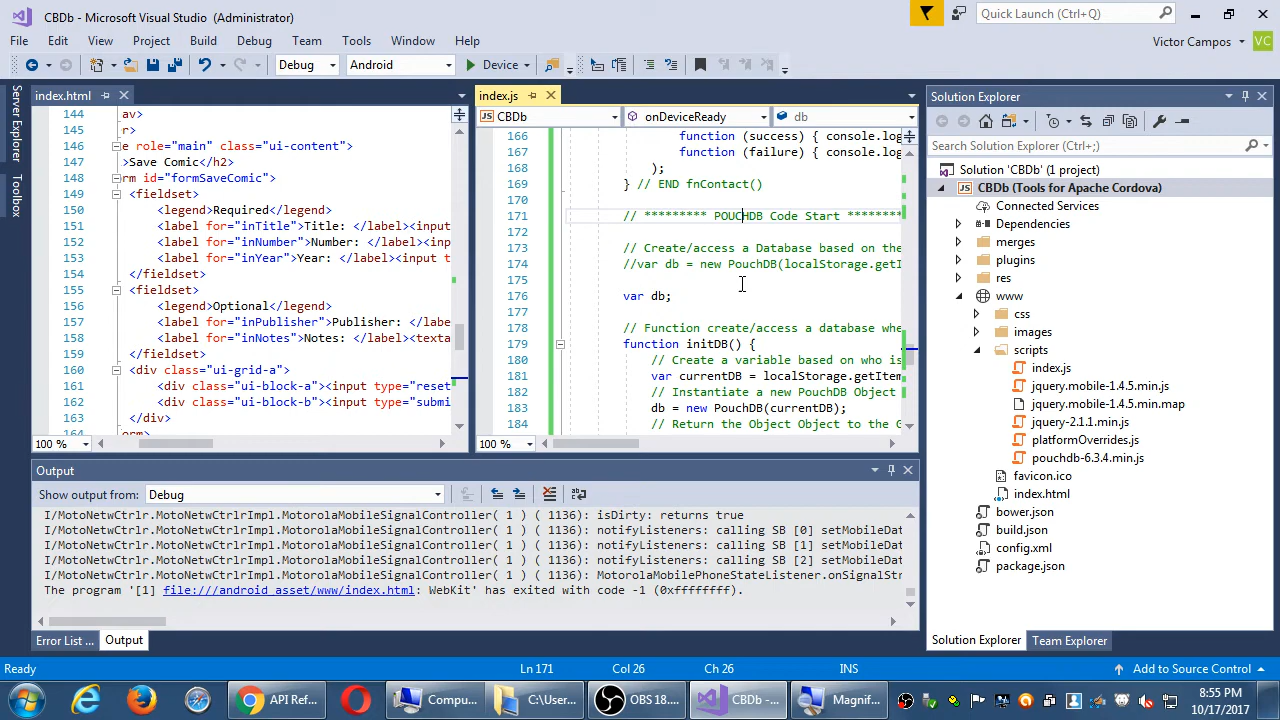 CBDb - Microsoft Visual Studio (Administrator)
Quick Launch (Ctrl+Q)
File Edit View Project Build Debug Team Tools Window Help
Victor Campos
VC
Debug Android Device
Server Explorer
Toolbox
index.html
144 av>
145 r>
146 e role="main" class="ui-content">
147 >Save Comic</h2>
148 rm id="formSaveComic">
149 <fieldset>
150 <legend>Required</legend>
151 <label for="inTitle">Title: </label><input
152 <label for="inNumber">Number: </label><inpu
153 <label for="inYear">Year: </label><input t
154 </fieldset>
155 <fieldset>
156 <legend>Optional</legend>
157 <label for="inPublisher">Publisher: </label
158 <label for="inNotes">Notes: </label><texta
159 </fieldset>
160 <div class="ui-grid-a">
161 <div class="ui-block-a"><input type="reset
162 <div class="ui-block-b"><input type="submi
163 </div>
164 orm>
100 %
index.js
CBDb onDeviceReady db
166 function (success) { console.log
167 function (failure) { console.log
168 );
169 } // END fnContact()
170
171 // ********* POUCHDB Code Start ********
172
173 // Create/access a Database based on the
174 //var db = new PouchDB(localStorage.getI
175
176 var db;
177
178 // Function create/access a database whe
179 function initDB() {
180 // Create a variable based on who is
181 var currentDB = localStorage.getItem
182 // Instantiate a new PouchDB Object
183 db = new PouchDB(currentDB);
184 // Return the Object Object to the G
100 %
Solution Explorer
Search Solution Explorer (Ctrl+;)
Solution 'CBDb' (1 project)
JS CBDb (Tools for Apache Cordova)
Connected Services
Dependencies
merges
plugins
res
www
css
images
scripts
index.js
jquery.mobile-1.4.5.min.js
jquery.mobile-1.4.5.min.map
jquery-2.1.1.min.js
platformOverrides.js
pouchdb-6.3.4.min.js
favicon.ico
index.html
bower.json
build.json
config.xml
package.json
Solution Explorer Team Explorer
Output
Show output from: Debug
I/MotoNetwCtrlr.MotoNetwCtrlrImpl.MotorolaMobileSignalController( 1 ) ( 1136): isDirty: returns true
I/MotoNetwCtrlr.MotoNetwCtrlrImpl.MotorolaMobileSignalController( 1 ) ( 1136): notifyListeners: calling SB [0] setMobileDat
I/MotoNetwCtrlr.MotoNetwCtrlrImpl.MotorolaMobileSignalController( 1 ) ( 1136): notifyListeners: calling SB [1] setMobileDat
I/MotoNetwCtrlr.MotoNetwCtrlrImpl.MotorolaMobileSignalController( 1 ) ( 1136): notifyListeners: calling SB [2] setMobileDat
I/MotoNetwCtrlr.MotoNetwCtrlrImpl.MotorolaMobileSignalController( 1 ) ( 1136): MotorolaMobilePhoneStateListener.onSignalStr
The program '[1] file:///android_asset/www/index.html: WebKit' has exited with code -1 (0xffffffff).
Error List ... Output
Ready Ln 171 Col 26 Ch 26 INS Add to Source Control
API Ref... Compu... C:\User... OBS 18.... CBDb -... Magnif...
8:55 PM
10/17/2017